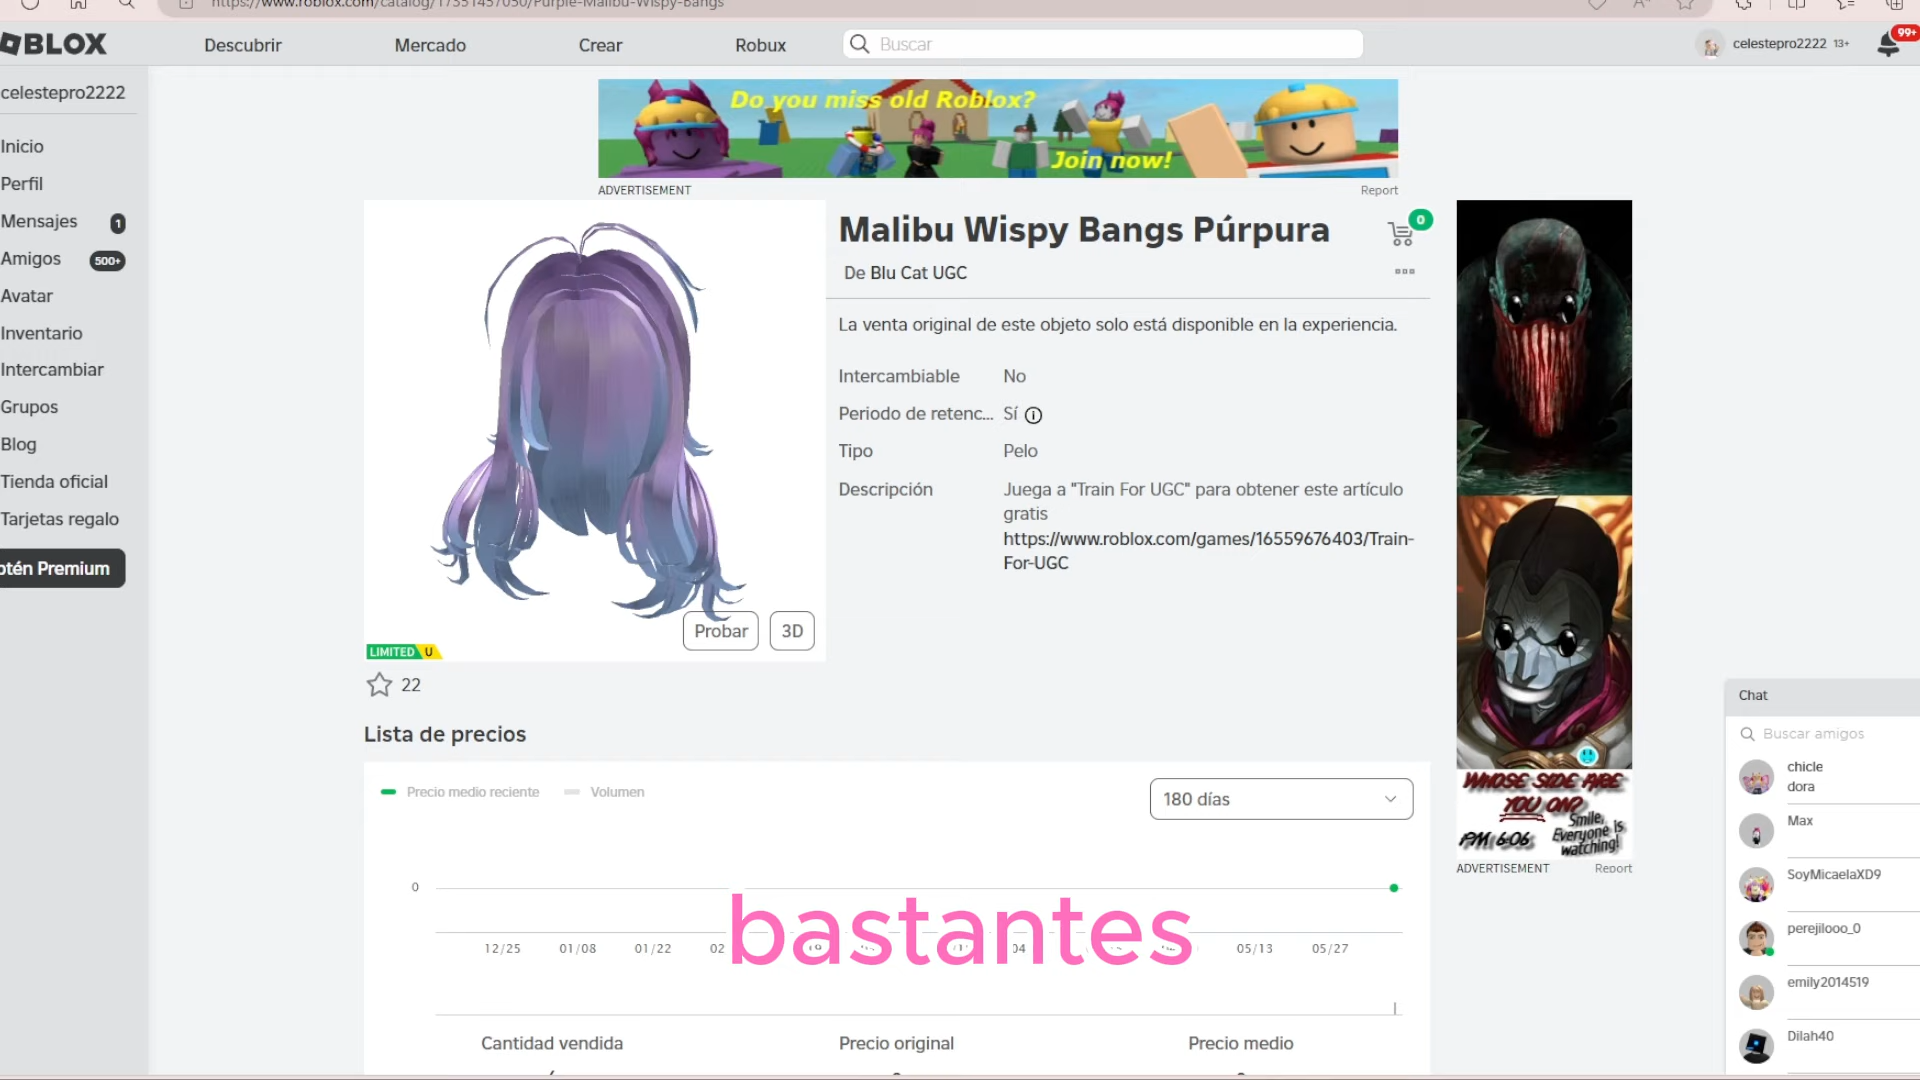 https://www.roblox.com/catalog/17351457050/Purple-Malibu-Wispy-Bangs
BLOX
Descubrir
Mercado
Crear
Robux
Buscar
celestepro2222 13+
99+
celestepro2222
Inicio
Perfil
Mensajes 1
Amigos 500+
Avatar
Inventario
Intercambiar
Grupos
Blog
Tienda oficial
Tarjetas regalo
btén Premium
Do you miss old Roblox?
Join now!
ADVERTISEMENT
Report
Malibu Wispy Bangs Púrpura
0
De Blu Cat UGC
La venta original de este objeto solo está disponible en la experiencia.
Intercambiable No
Periodo de retenc... Sí
Tipo Pelo
Descripción Juega a "Train For UGC" para obtener este artículo
gratis
https://www.roblox.com/games/16559676403/Train-
For-UGC
Probar
3D
LIMITED U
22
Lista de precios
Precio medio reciente
Volumen
180 días
0
12/25 01/08 01/22 02 04 05/13 05/27
bastantes
Cantidad vendida
Precio original
Precio medio
WHOSE SIDE ARE
YOU ON?
PM 6:06
Smile,
Everyone is
watching!
ADVERTISEMENT
Report
Chat
Buscar amigos
chicle
dora
Max
SoyMicaelaXD9
perejilooo_0
emily2014519
Dilah40